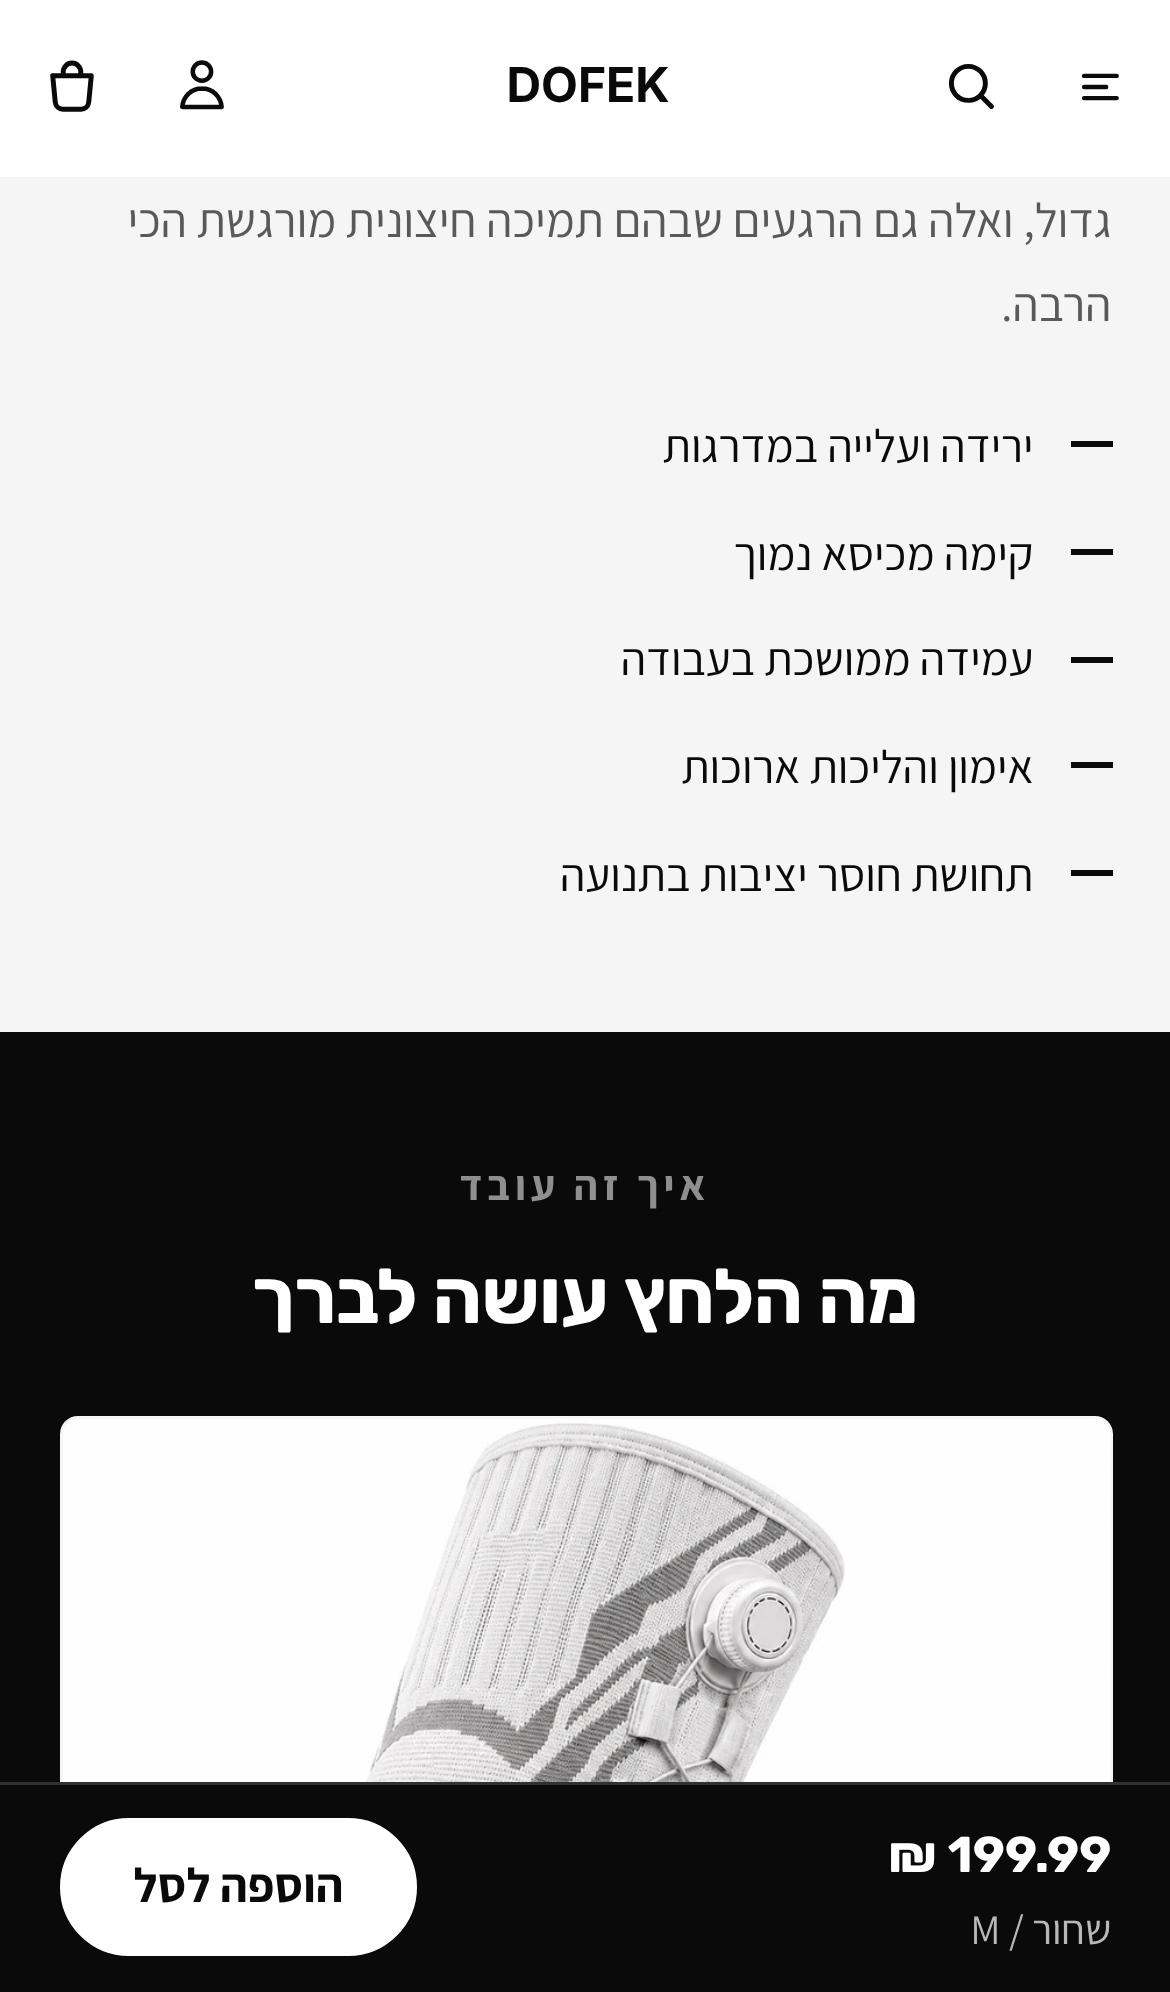 DOFEK
גדול, ואלה גם הרגעים שבהם תמיכה חיצונית מורגשת הכי
הרבה.
ירידה ועלייה במדרגות
קימה מכיסא נמוך
עמידה ממושכת בעבודה
אימון והליכות ארוכות
תחושת חוסר יציבות בתנועה
איך זה עובד
מה הלחץ עושה לברך
199.99 ₪
שחור / M
הוספה לסל